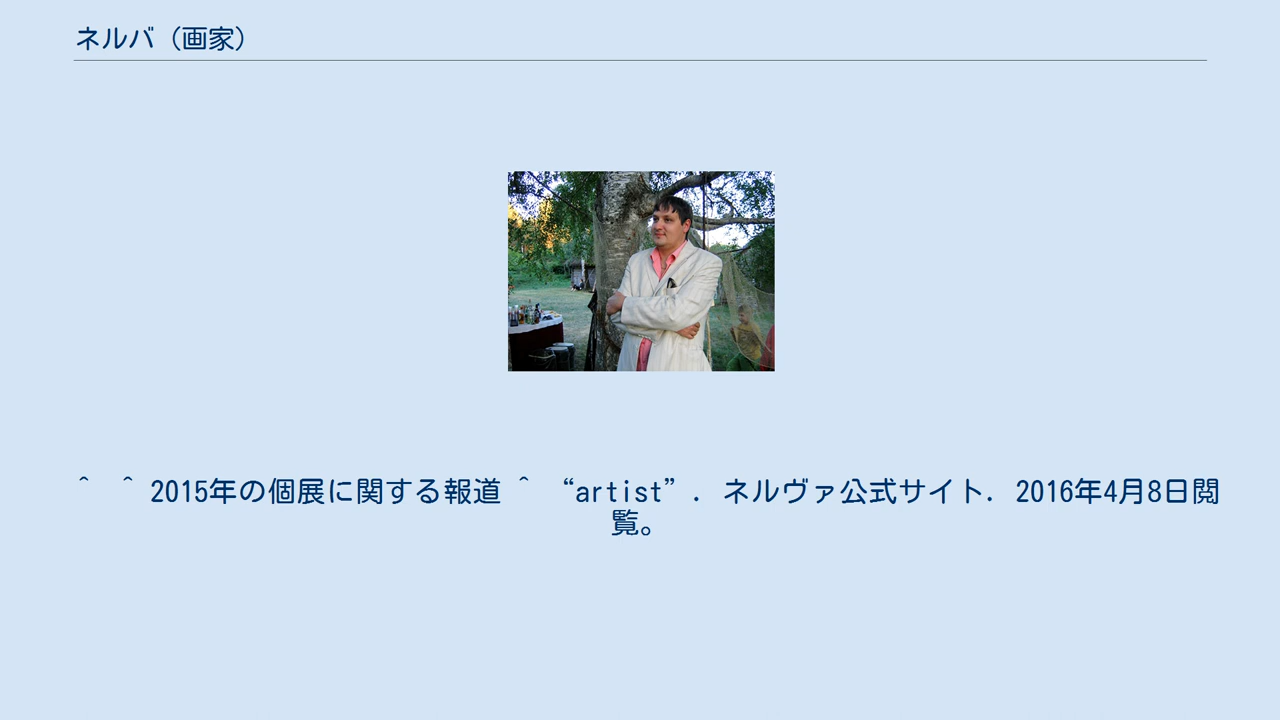 ネルバ（画家）
＾ ＾ 2015年の個展に関する報道 ＾ “artist”. ネルヴァ公式サイト. 2016年4月8日閲
覧。